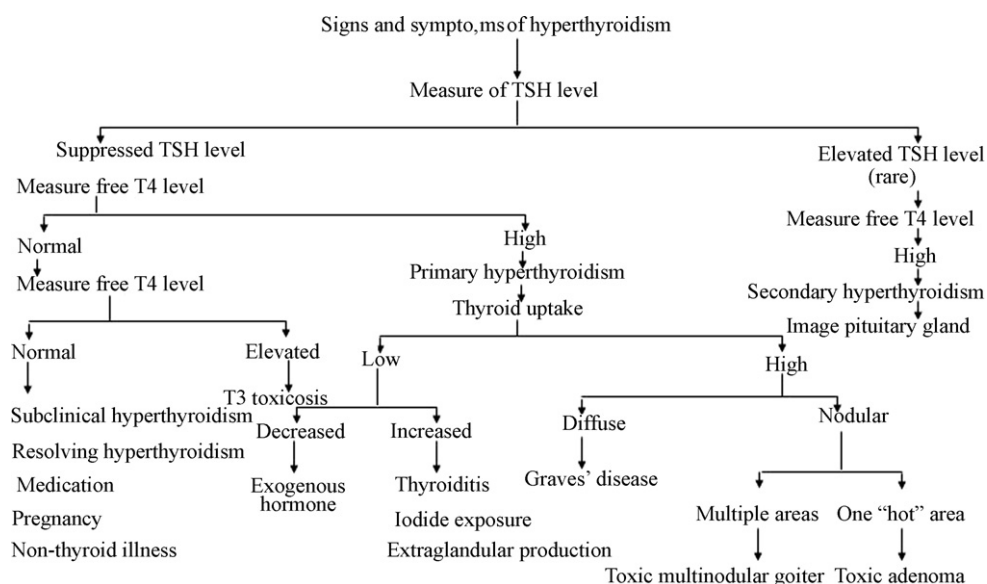 Signs and sympto,ms of hyperthyroidism
Measure of TSH level
Suppressed TSH level
Elevated TSH level
(rare)
Measure free T4 level
Measure free T4 level
Normal
High
High
Measure free T4 level
Primary hyperthyroidism
Secondary hyperthyroidism
Thyroid uptake
Image pituitary gland
Normal
Elevated
Low
High
T3 toxicosis
Subclinical hyperthyroidism
Decreased
Increased
Diffuse
Nodular
Resolving hyperthyroidism
Medication
Exogenous
hormone
Thyroiditis
Graves’ disease
Pregnancy
Iodide exposure
Multiple areas
One “hot” area
Non-thyroid illness
Extraglandular production
Toxic multinodular goiter
Toxic adenoma